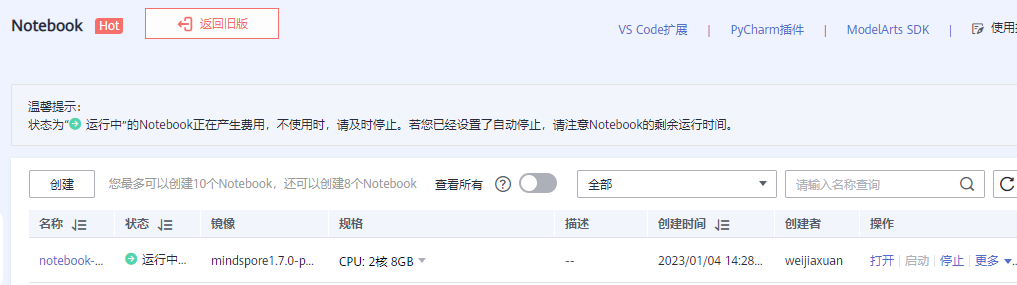 Notebook Hot 返回旧版
VS Code扩展 | PyCharm插件 | ModelArts SDK | 使用
温馨提示：
状态为“ 运行中”的Notebook正在产生费用，不使用时，请及时停止。若您已经设置了自动停止，请注意Notebook的剩余运行时间。
创建 您最多可以创建10个Notebook，还可以创建8个Notebook 查看所有 ? 全部 请输入名称查询
名称 状态 镜像 规格 描述 创建时间 创建者 操作
notebook-... 运行中... mindspore1.7.0-p... CPU: 2核 8GB -- 2023/01/04 14:28... weijiaxuan 打开 | 启动 | 停止 | 更多 ...